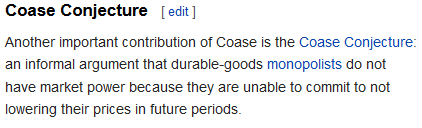 Coase Conjecture [ edit ]
Another important contribution of Coase is the Coase Conjecture:
an informal argument that durable-goods monopolists do not
have market power because they are unable to commit to not
lowering their prices in future periods.